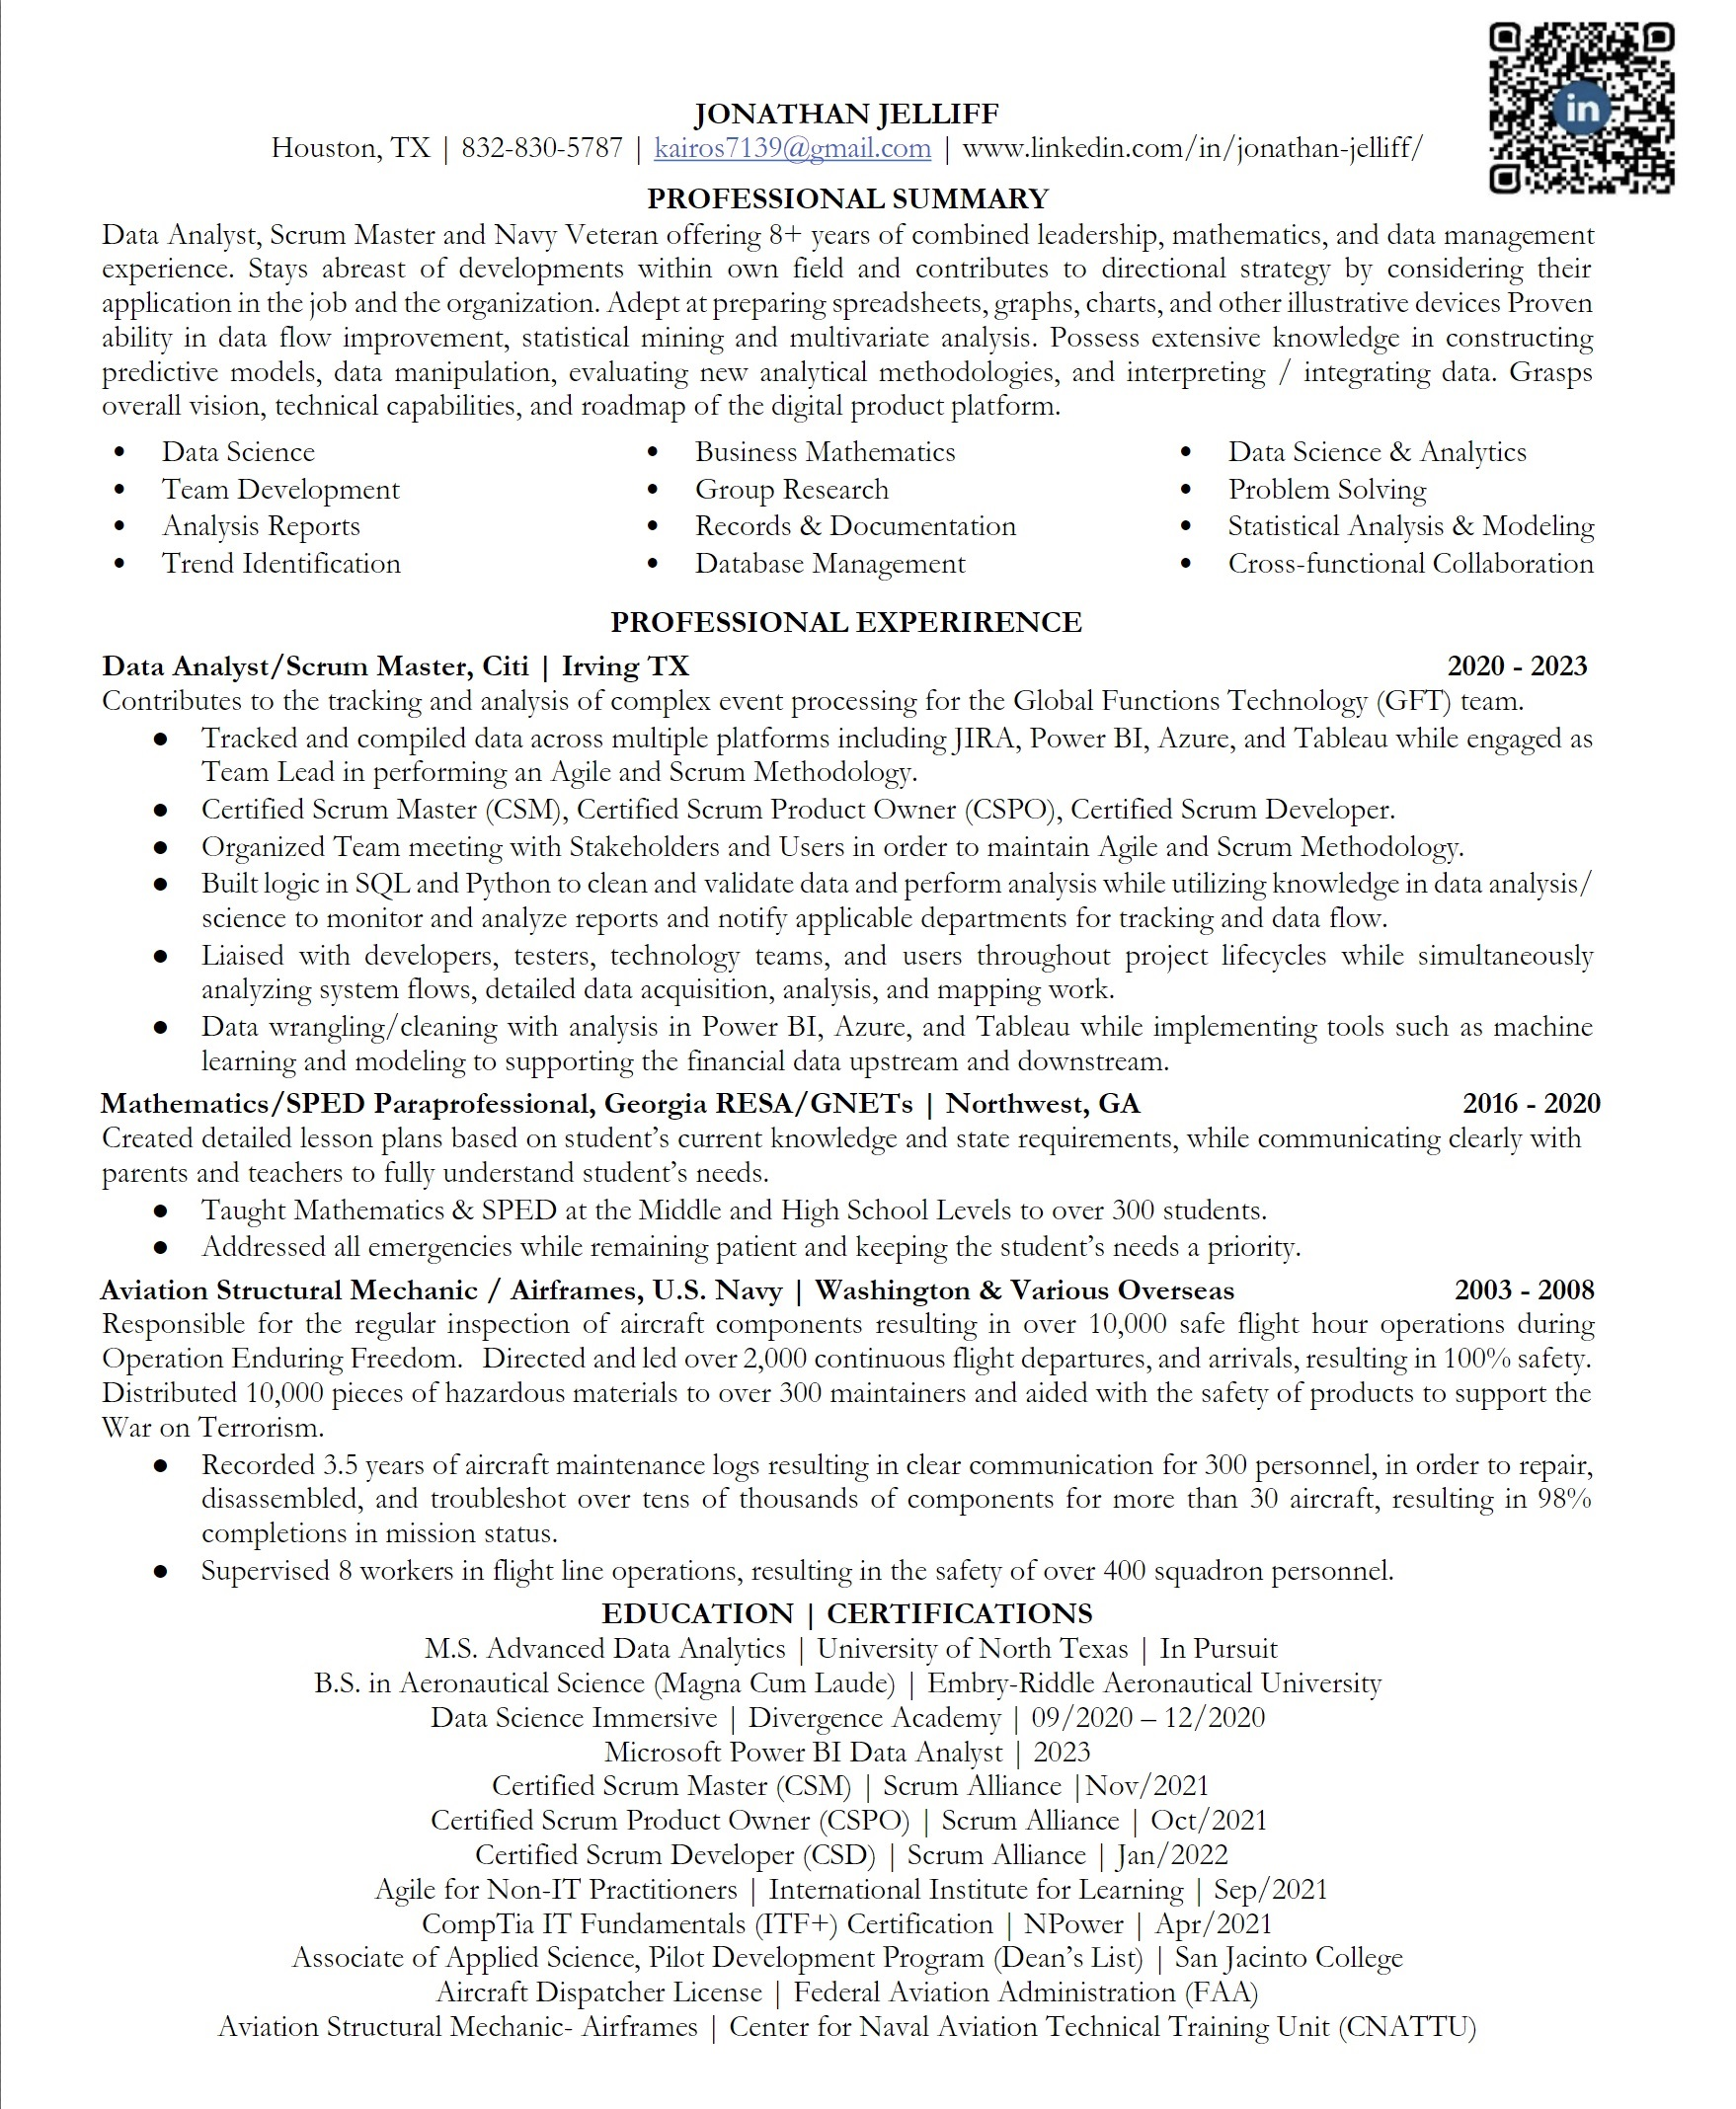 JONATHAN JELLIFF
Houston, TX | 832-830-5787 | kairos7139@gmail.com | www.linkedin.com/in/jonathan-jelliff/
in
PROFESSIONAL SUMMARY
Data Analyst, Scrum Master and Navy Veteran offering 8+ years of combined leadership, mathematics, and data management
experience. Stays abreast of developments within own field and contributes to directional strategy by considering their
application in the job and the organization. Adept at preparing spreadsheets, graphs, charts, and other illustrative devices Proven
ability in data flow improvement, statistical mining and multivariate analysis. Possess extensive knowledge in constructing
predictive models, data manipulation, evaluating new analytical methodologies, and interpreting / integrating data. Grasps
overall vision, technical capabilities, and roadmap of the digital product platform.
• Data Science • Business Mathematics • Data Science & Analytics
• Team Development • Group Research • Problem Solving
• Analysis Reports • Records & Documentation • Statistical Analysis & Modeling
• Trend Identification • Database Management • Cross-functional Collaboration
PROFESSIONAL EXPERIRENCE
Data Analyst/Scrum Master, Citi | Irving TX 2020 - 2023
Contributes to the tracking and analysis of complex event processing for the Global Functions Technology (GFT) team.
● Tracked and compiled data across multiple platforms including JIRA, Power BI, Azure, and Tableau while engaged as
Team Lead in performing an Agile and Scrum Methodology.
● Certified Scrum Master (CSM), Certified Scrum Product Owner (CSPO), Certified Scrum Developer.
● Organized Team meeting with Stakeholders and Users in order to maintain Agile and Scrum Methodology.
● Built logic in SQL and Python to clean and validate data and perform analysis while utilizing knowledge in data analysis/
science to monitor and analyze reports and notify applicable departments for tracking and data flow.
● Liaised with developers, testers, technology teams, and users throughout project lifecycles while simultaneously
analyzing system flows, detailed data acquisition, analysis, and mapping work.
● Data wrangling/cleaning with analysis in Power BI, Azure, and Tableau while implementing tools such as machine
learning and modeling to supporting the financial data upstream and downstream.
Mathematics/SPED Paraprofessional, Georgia RESA/GNETs | Northwest, GA 2016 - 2020
Created detailed lesson plans based on student's current knowledge and state requirements, while communicating clearly with
parents and teachers to fully understand student's needs.
● Taught Mathematics & SPED at the Middle and High School Levels to over 300 students.
● Addressed all emergencies while remaining patient and keeping the student's needs a priority.
Aviation Structural Mechanic / Airframes, U.S. Navy | Washington & Various Overseas 2003 - 2008
Responsible for the regular inspection of aircraft components resulting in over 10,000 safe flight hour operations during
Operation Enduring Freedom. Directed and led over 2,000 continuous flight departures, and arrivals, resulting in 100% safety.
Distributed 10,000 pieces of hazardous materials to over 300 maintainers and aided with the safety of products to support the
War on Terrorism.
● Recorded 3.5 years of aircraft maintenance logs resulting in clear communication for 300 personnel, in order to repair,
disassembled, and troubleshot over tens of thousands of components for more than 30 aircraft, resulting in 98%
completions in mission status.
● Supervised 8 workers in flight line operations, resulting in the safety of over 400 squadron personnel.
EDUCATION | CERTIFICATIONS
M.S. Advanced Data Analytics | University of North Texas | In Pursuit
B.S. in Aeronautical Science (Magna Cum Laude) | Embry-Riddle Aeronautical University
Data Science Immersive | Divergence Academy | 09/2020 – 12/2020
Microsoft Power BI Data Analyst | 2023
Certified Scrum Master (CSM) | Scrum Alliance |Nov/2021
Certified Scrum Product Owner (CSPO) | Scrum Alliance | Oct/2021
Certified Scrum Developer (CSD) | Scrum Alliance | Jan/2022
Agile for Non-IT Practitioners | International Institute for Learning | Sep/2021
CompTia IT Fundamentals (ITF+) Certification | NPower | Apr/2021
Associate of Applied Science, Pilot Development Program (Dean's List) | San Jacinto College
Aircraft Dispatcher License | Federal Aviation Administration (FAA)
Aviation Structural Mechanic- Airframes | Center for Naval Aviation Technical Training Unit (CNATTU)